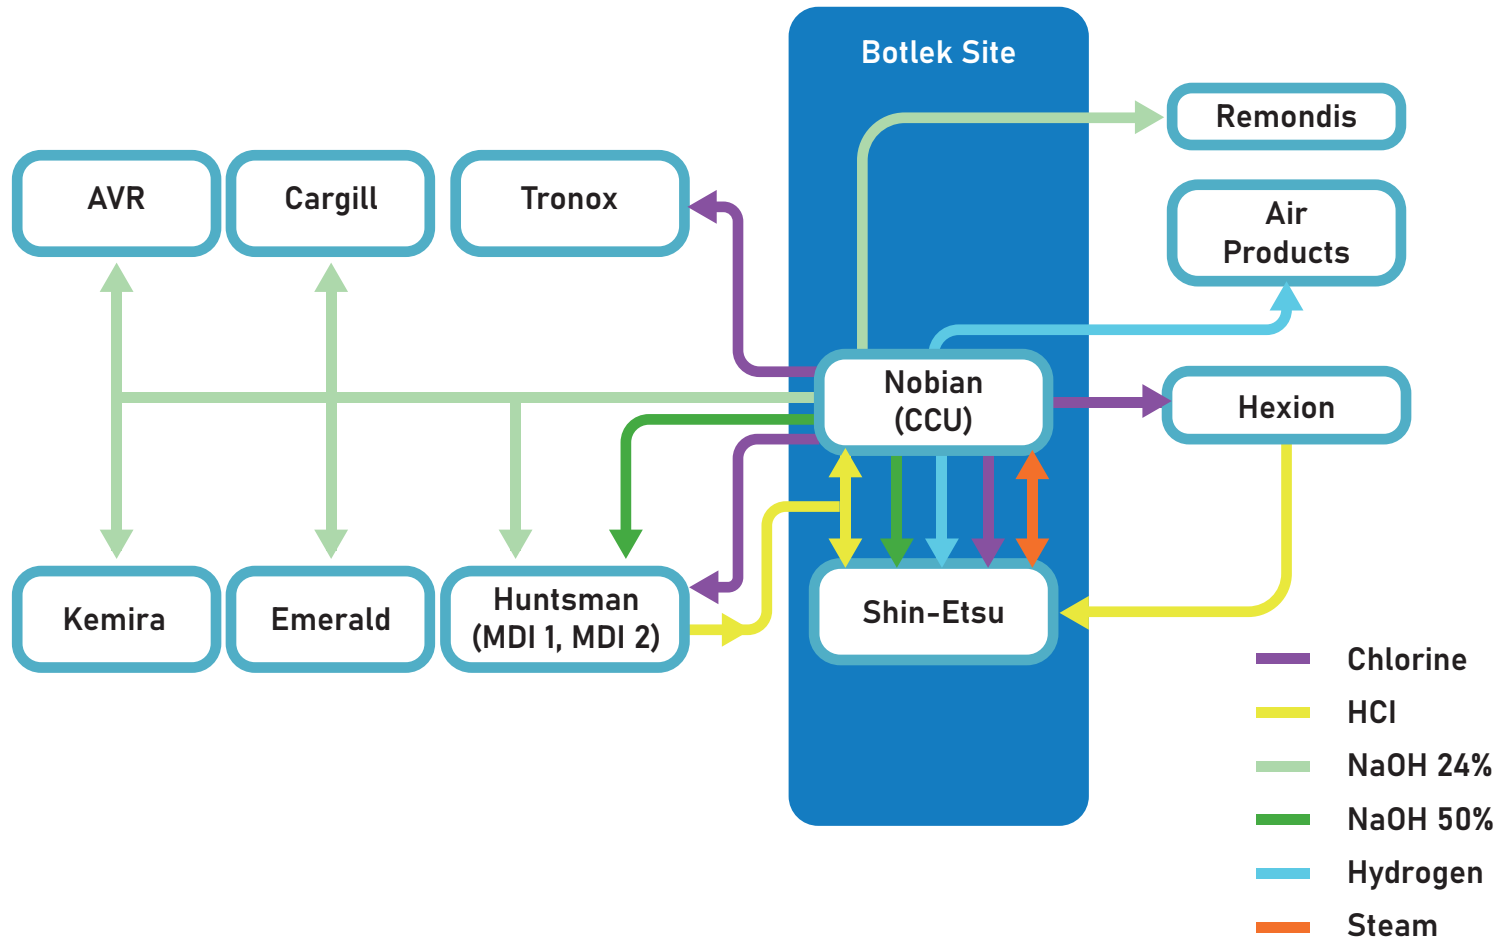 Botlek Site
Remondis
AVR
Cargill
Tronox
Air
Products
Nobian
(CCU)
Hexion
Kemira
Emerald
Huntsman
(MDI 1, MDI 2)
Shin-Etsu
Chlorine
HCl
NaOH 24%
NaOH 50%
Hydrogen
Steam